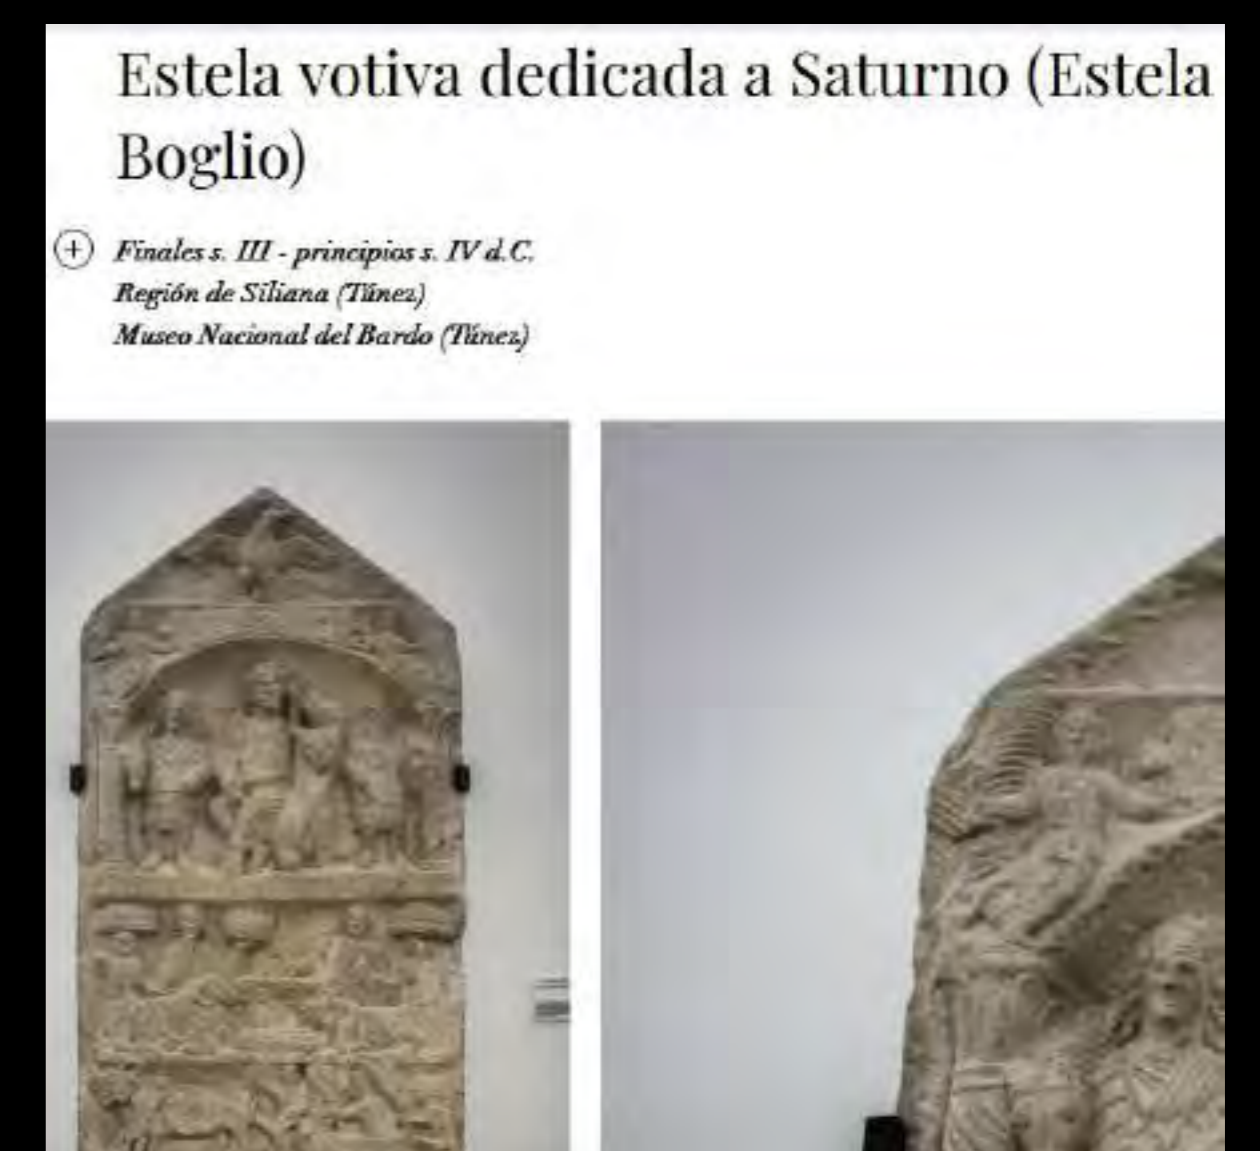 Estela votiva dedicada a Saturno (Estela
Boglio)
Finales s. III - principios s. IV d.C.
Región de Siliana (Túnez)
Museo Nacional del Bardo (Túnez)